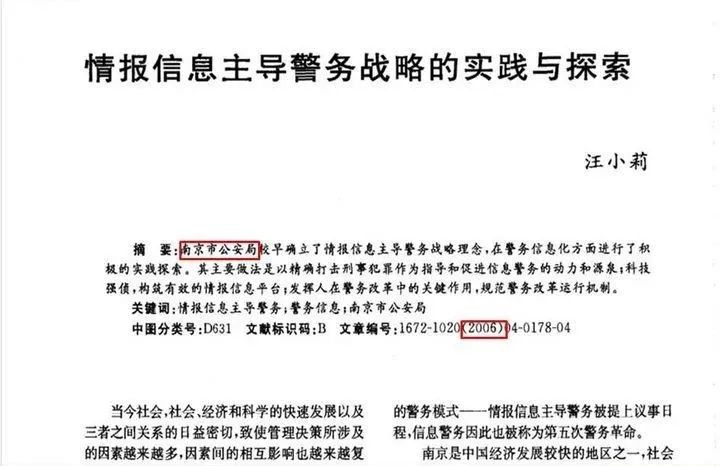 情报信息主导警务战略的实践与探索
汪小莉
摘 要:南京市公安局较早确立了情报信息主导警务战略理念,在警务信息化方面进行了积
极的实践探索。其主要做法是以精确打击刑事犯罪作为指导和促进信息警务的动力和源泉;科技
强侦,构筑有效的情报信息平台;发挥人在警务改革中的关键作用,规范警务改革运行机制。
关键词:情报信息主导警务;警务信息;南京市公安局
中图分类号:D631 文献标识码:B 文章编号:1672-1020(2006)04-0178-04
当今社会,社会、经济和科学的快速发展以及
三者之间关系的日益密切,致使管理决策所涉及
的因素越来越多,因素间的相互影响也越来越复
的警务模式——情报信息主导警务被提上议事日
程,信息警务因此也被称为第五次警务革命。
南京是中国经济发展较快的地区之一,社会